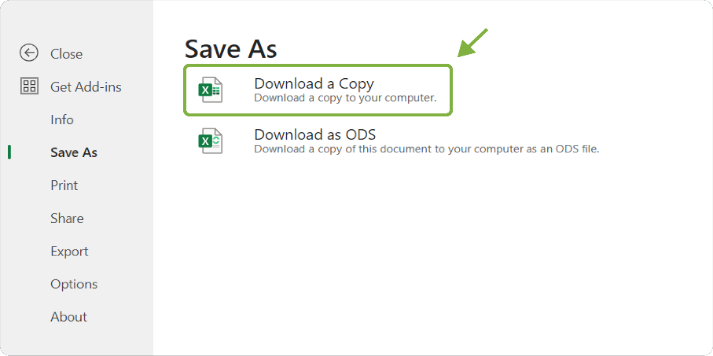 Close
Get Add-ins
Info
Save As
Print
Share
Export
Options
About
Save As
Download a Copy
Download a copy to your computer.
Download as ODS
Download a copy of this document to your computer as an ODS file.